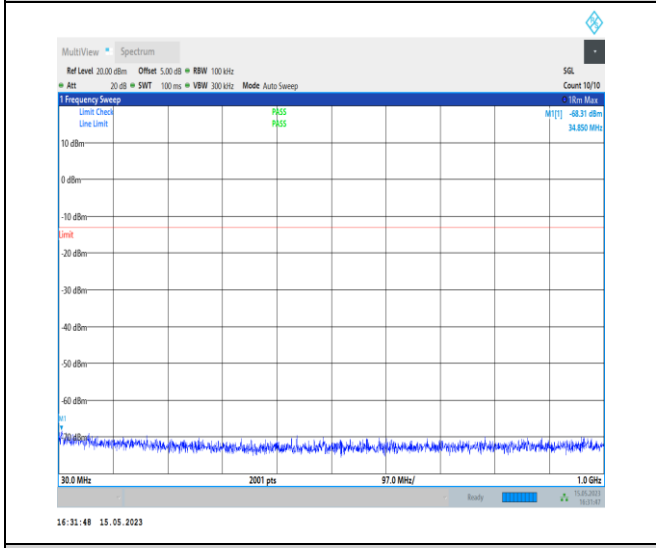 MultiView Spectrum
Ref Level 20.00 dBm Offset 5.00 dB RBW 100 kHz SGL
Att 20 dB SWT 100 ms VBW 300 kHz Mode Auto Sweep Count 10/10
1 Frequency Sweep 1Rm Max
Limit Check PASS M1[1] -68.31 dBm
Line Limit PASS 34.850 MHz
10 dBm
0 dBm
-10 dBm
Limit
-20 dBm
-30 dBm
-40 dBm
-50 dBm
-60 dBm
M1
-70 dBm
30.0 MHz 2001 pts 97.0 MHz/ 1.0 GHz
Ready 15.05.2023
16:31:47
16:31:48 15.05.2023